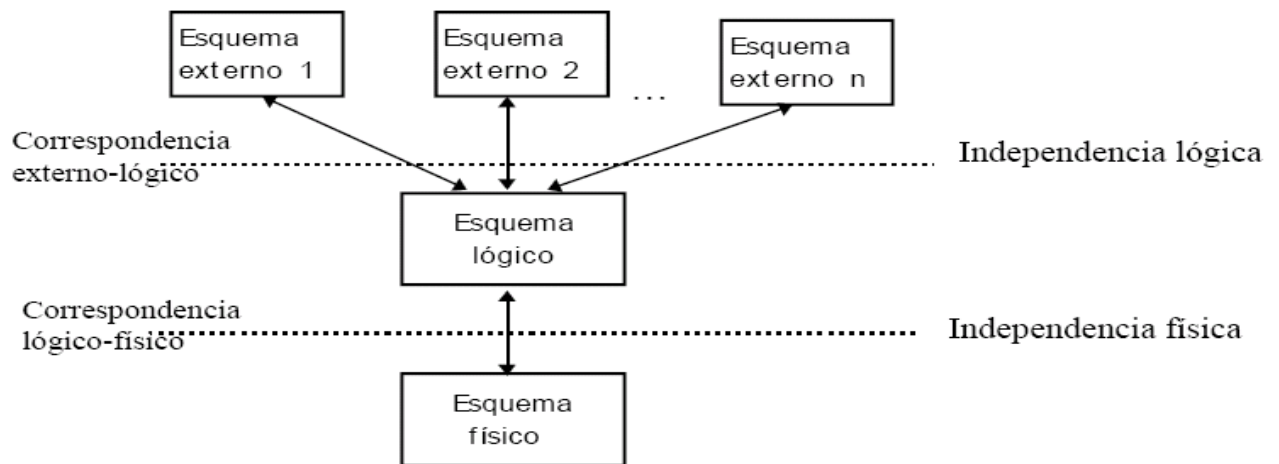 Esquema
externo 1
Esquema
externo 2
...
Esquema
externo n
Correspondencia
externo-lógico
Independencia lógica
Esquema
lógico
Correspondencia
lógico-físico
Independencia física
Esquema
físico